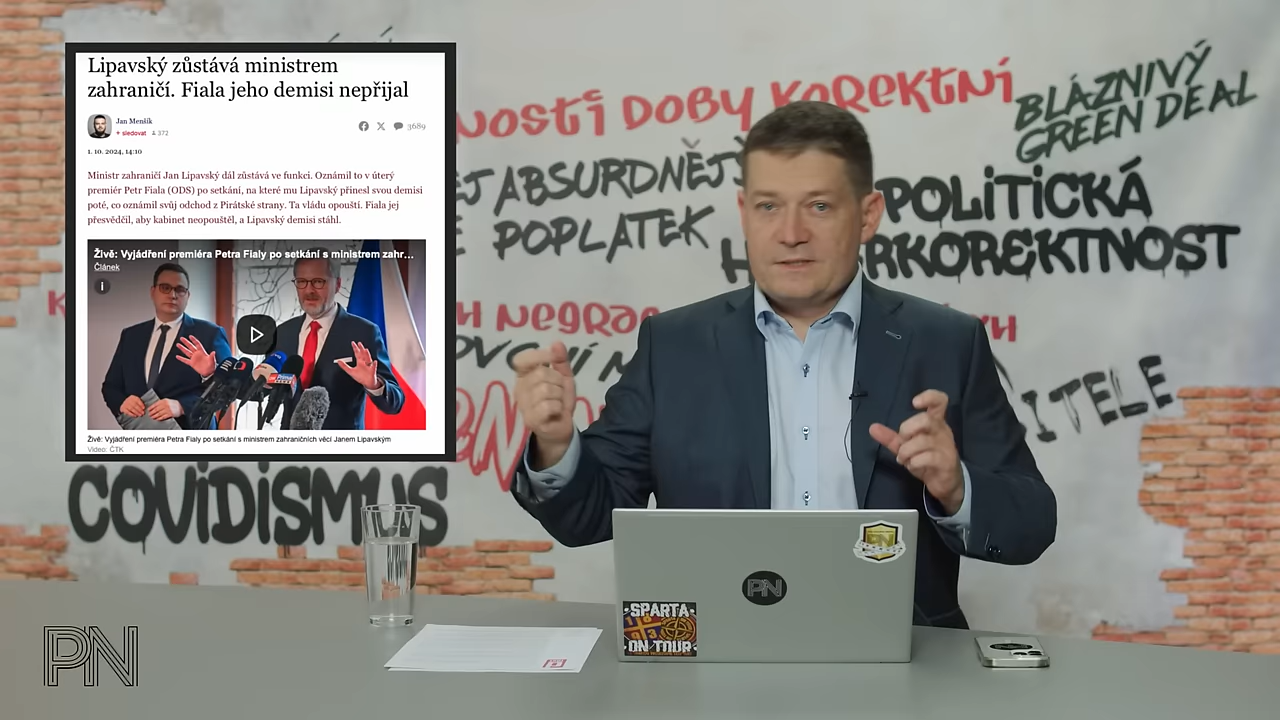 Lipavský zůstává ministrem
zahraničí. Fiala jeho demisi nepřijal
Jan Menšík
+ sledovat 372
3689
1. 10. 2024, 14:10
Ministr zahraničí Jan Lipavský dál zůstává ve funkci. Oznámil to v úterý
premiér Petr Fiala (ODS) po setkání, na které mu Lipavský přinesl svou demisi
poté, co oznámil svůj odchod z Pirátské strany. Ta vládu opouští. Fiala jej
přesvědčil, aby kabinet neopouštěl, a Lipavský demisi stáhl.
Živě: Vyjádření premiéra Petra Fialy po setkání s ministrem zahr...
Článek
Živě: Vyjádření premiéra Petra Fialy po setkání s ministrem zahraničních věcí Janem Lipavským
Video: ČTK
DOBY KOREKTNÍ
BLÁZNIVÝ
GREEN DEAL
POPLATEK
POLITICKÁ
COVIDISMUS
PN
SPARTA
ON TOUR
PN